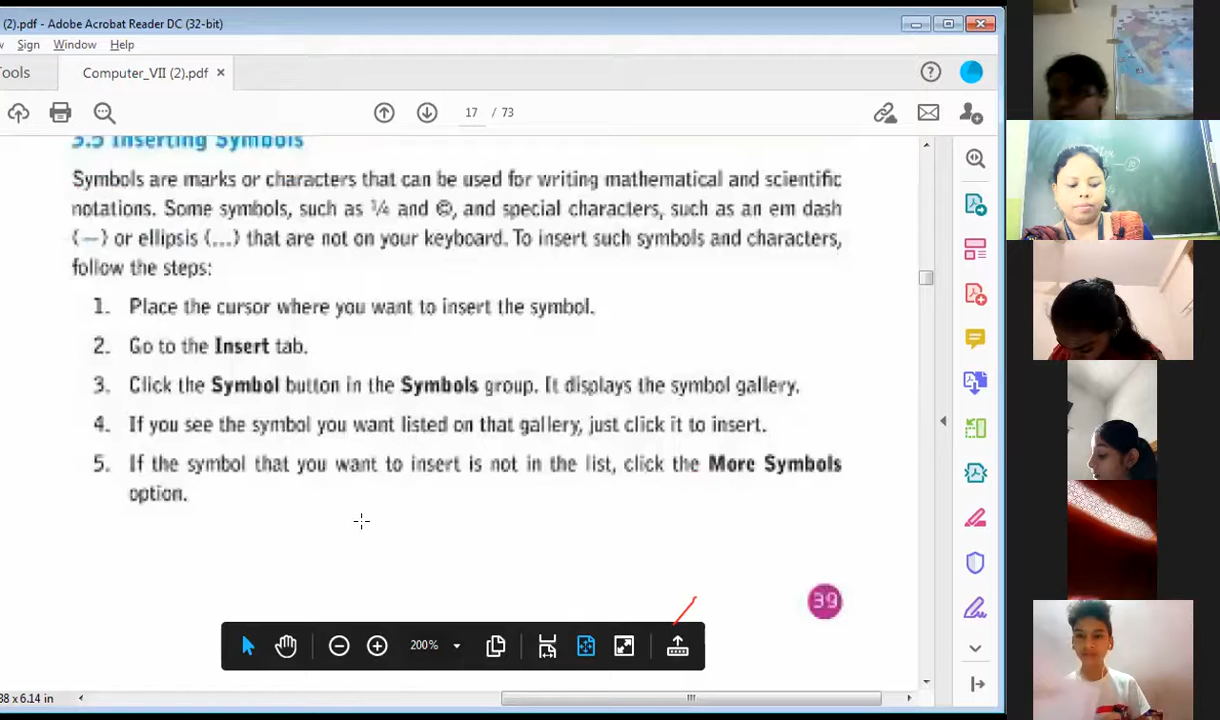 (2).pdf - Adobe Acrobat Reader DC (32-bit)
Sign Window Help
Tools
Computer_VII (2).pdf ×
17 / 73
3.5 Inserting Symbols
Symbols are marks or characters that can be used for writing mathematical and scientific
notations. Some symbols, such as ¼ and ©, and special characters, such as an em dash
(—) or ellipsis (...) that are not on your keyboard. To insert such symbols and characters,
follow the steps:
1. Place the cursor where you want to insert the symbol.
2. Go to the Insert tab.
3. Click the Symbol button in the Symbols group. It displays the symbol gallery.
4. If you see the symbol you want listed on that gallery, just click it to insert.
5. If the symbol that you want to insert is not in the list, click the More Symbols
option.
39
200%
38 x 6.14 in